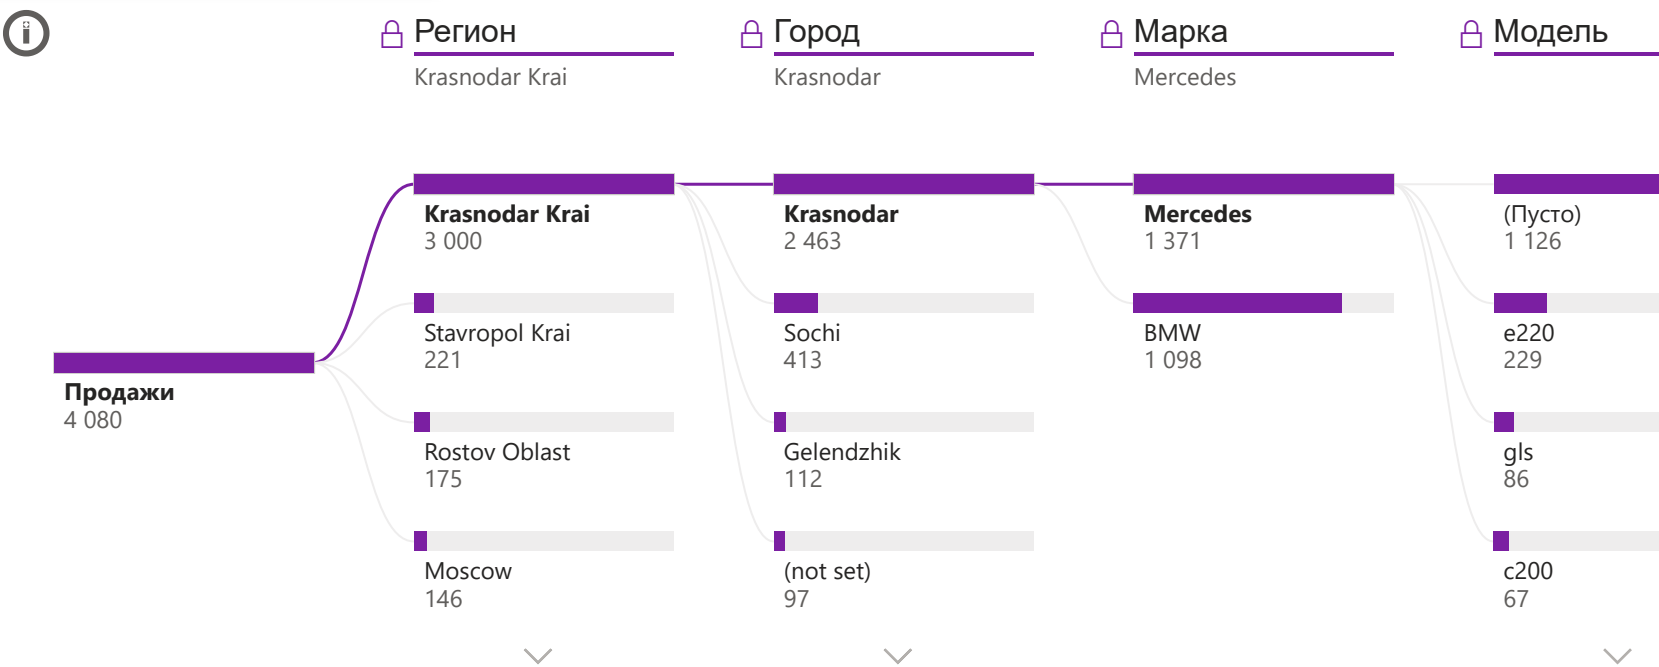 Регион
Город
Марка
Модель
Krasnodar Krai
Krasnodar
Mercedes
Krasnodar Krai
3 000
Krasnodar
2 463
Mercedes
1 371
(Пусто)
1 126
Stavropol Krai
221
Sochi
413
BMW
1 098
e220
229
Продажи
4 080
Rostov Oblast
175
Gelendzhik
112
gls
86
Moscow
146
(not set)
97
c200
67